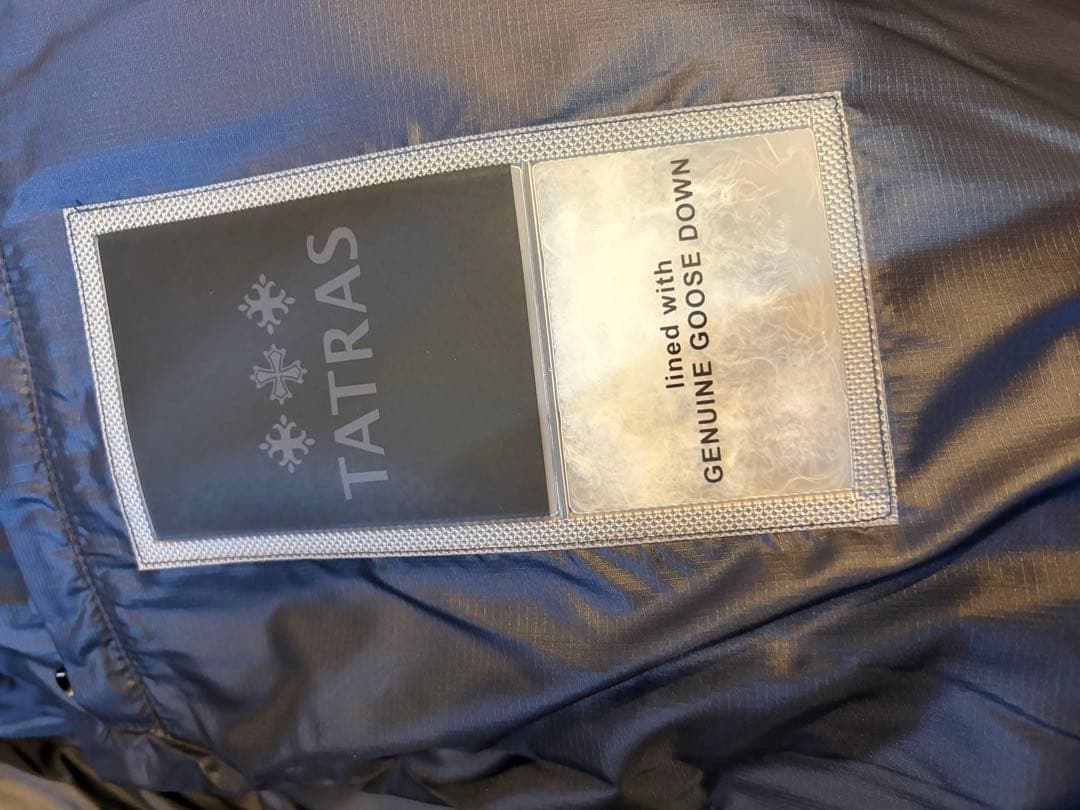 TATRAS
lined with
GENUINE GOOSE DOWN